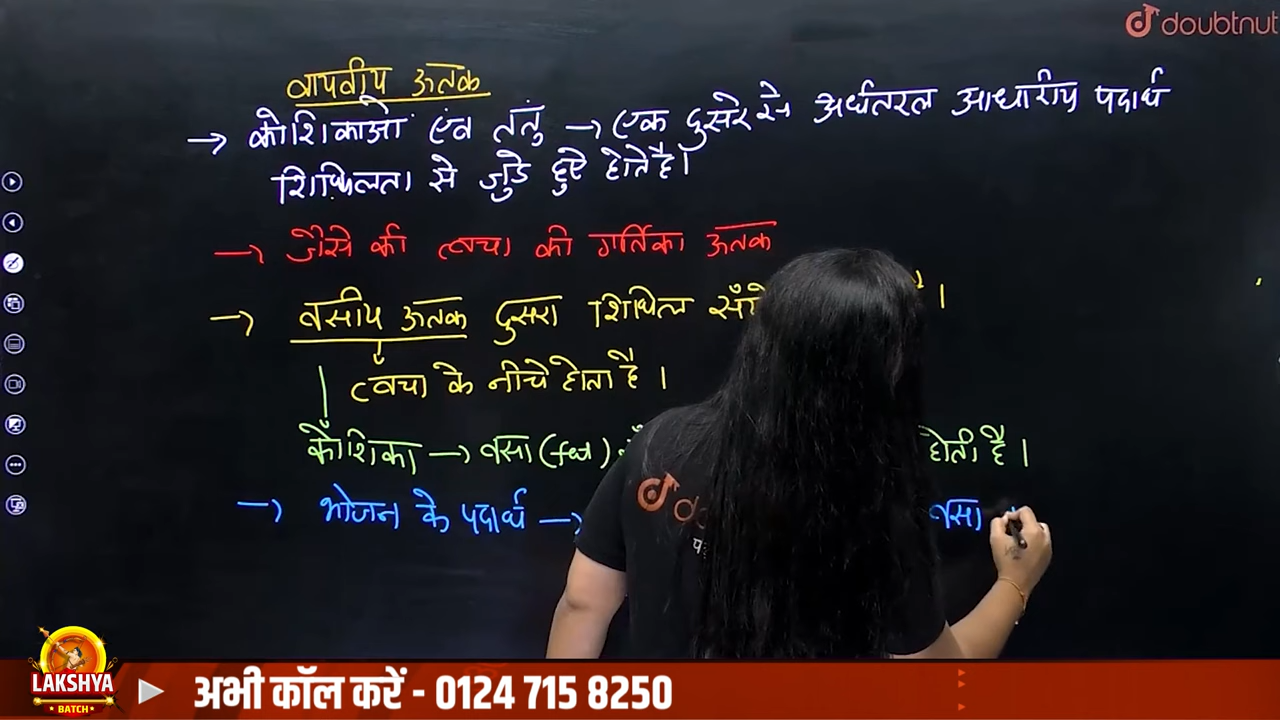 doubtnut
वायवीय ऊतक
→ कोशिकाओं एंव तंतुं → एक दुसरे से अर्धतरल आधारीय पदार्थ
शिथिलता से जुडे हुऐ होते है।
→ जैसे की त्वचा की गर्तिका ऊतक
→ वसीय ऊतक दुसरा शिथिल
त्वचा के नीचे होता है ।
कोशिका → वसा (fat) होती है ।
→ भोजन के पदार्थ → वसा
LAKSHYA
BATCH
अभी कॉल करें - 0124 715 8250